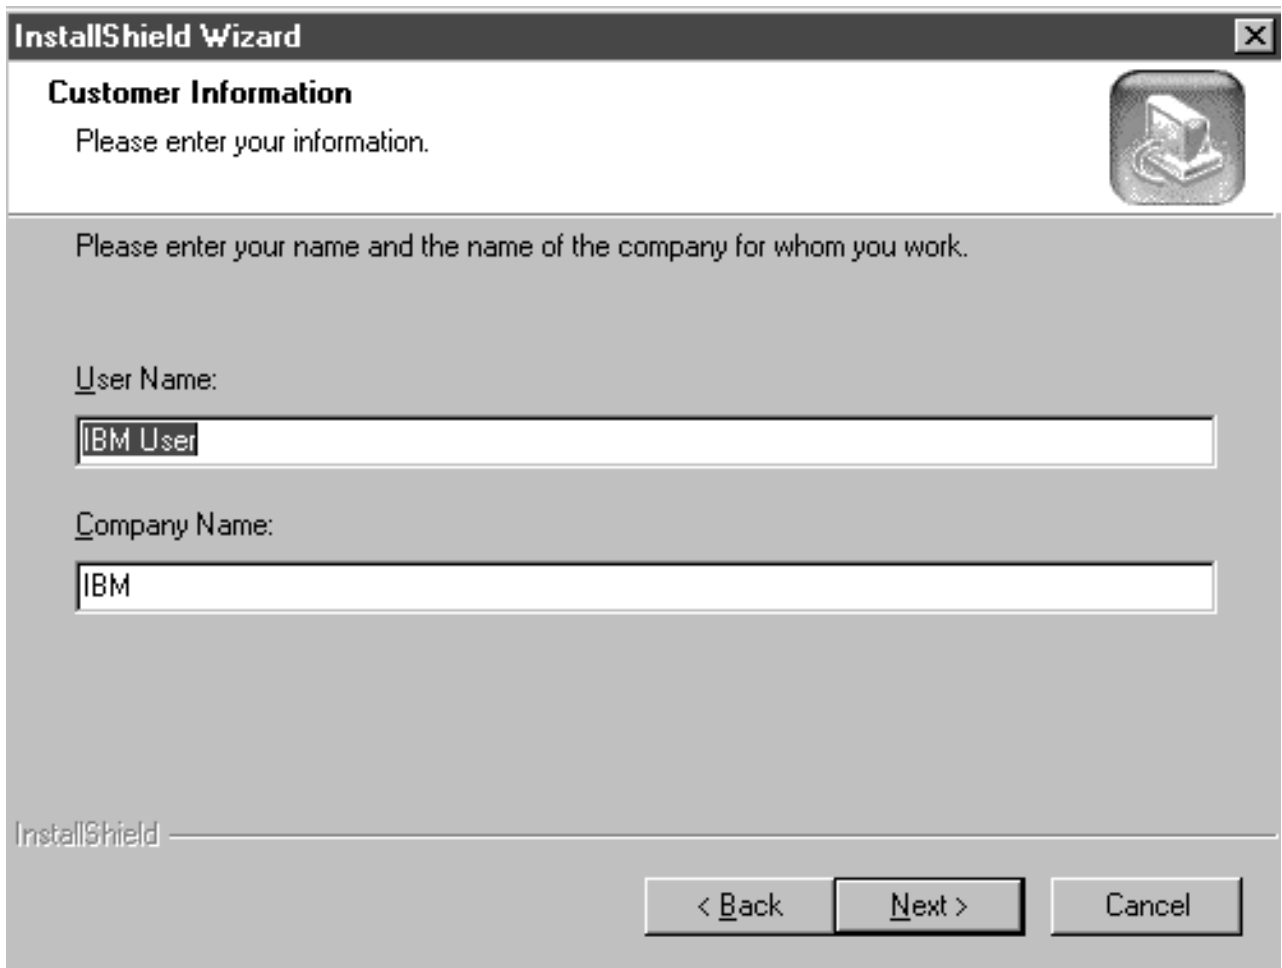 InstallShield Wizard
Customer Information
Please enter your information.
Please enter your name and the name of the company for whom you work.
User Name:
IBM User
Company Name:
IBM
InstallShield
< Back Next > Cancel